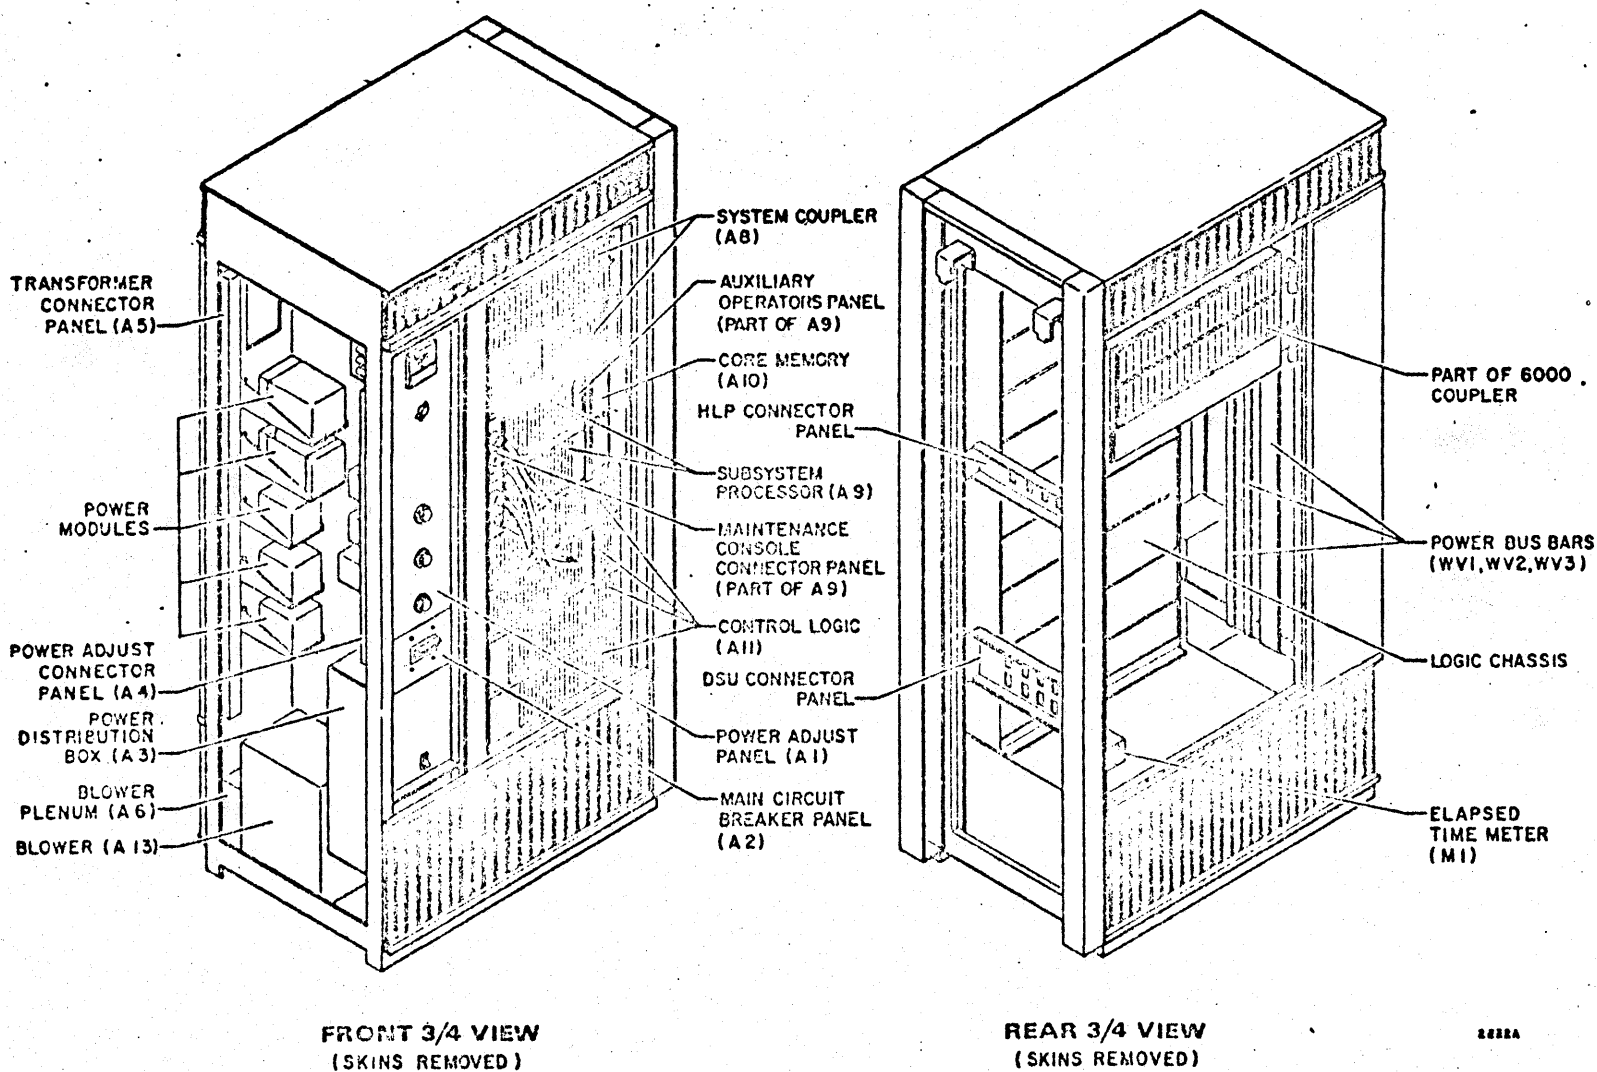 TRANSFORMER
CONNECTOR
PANEL (A5)
POWER
MODULES
POWER ADJUST
CONNECTOR
PANEL (A4)
POWER
DISTRIBUTION
BOX (A3)
BLOWER
PLENUM (A6)
BLOWER (A13)
SYSTEM COUPLER
(A8)
AUXILIARY
OPERATORS PANEL
(PART OF A9)
CORE MEMORY
(A10)
HLP CONNECTOR
PANEL
SUBSYSTEM
PROCESSOR (A9)
MAINTENANCE
CONSOLE
CONNECTOR PANEL
(PART OF A9)
CONTROL LOGIC
(A11)
DSU CONNECTOR
PANEL
POWER ADJUST
PANEL (A1)
MAIN CIRCUIT
BREAKER PANEL
(A2)
PART OF 6000
COUPLER
POWER BUS BARS
(WV1,WV2,WV3)
LOGIC CHASSIS
ELAPSED
TIME METER
(M1)
FRONT 3/4 VIEW
(SKINS REMOVED)
REAR 3/4 VIEW
(SKINS REMOVED)